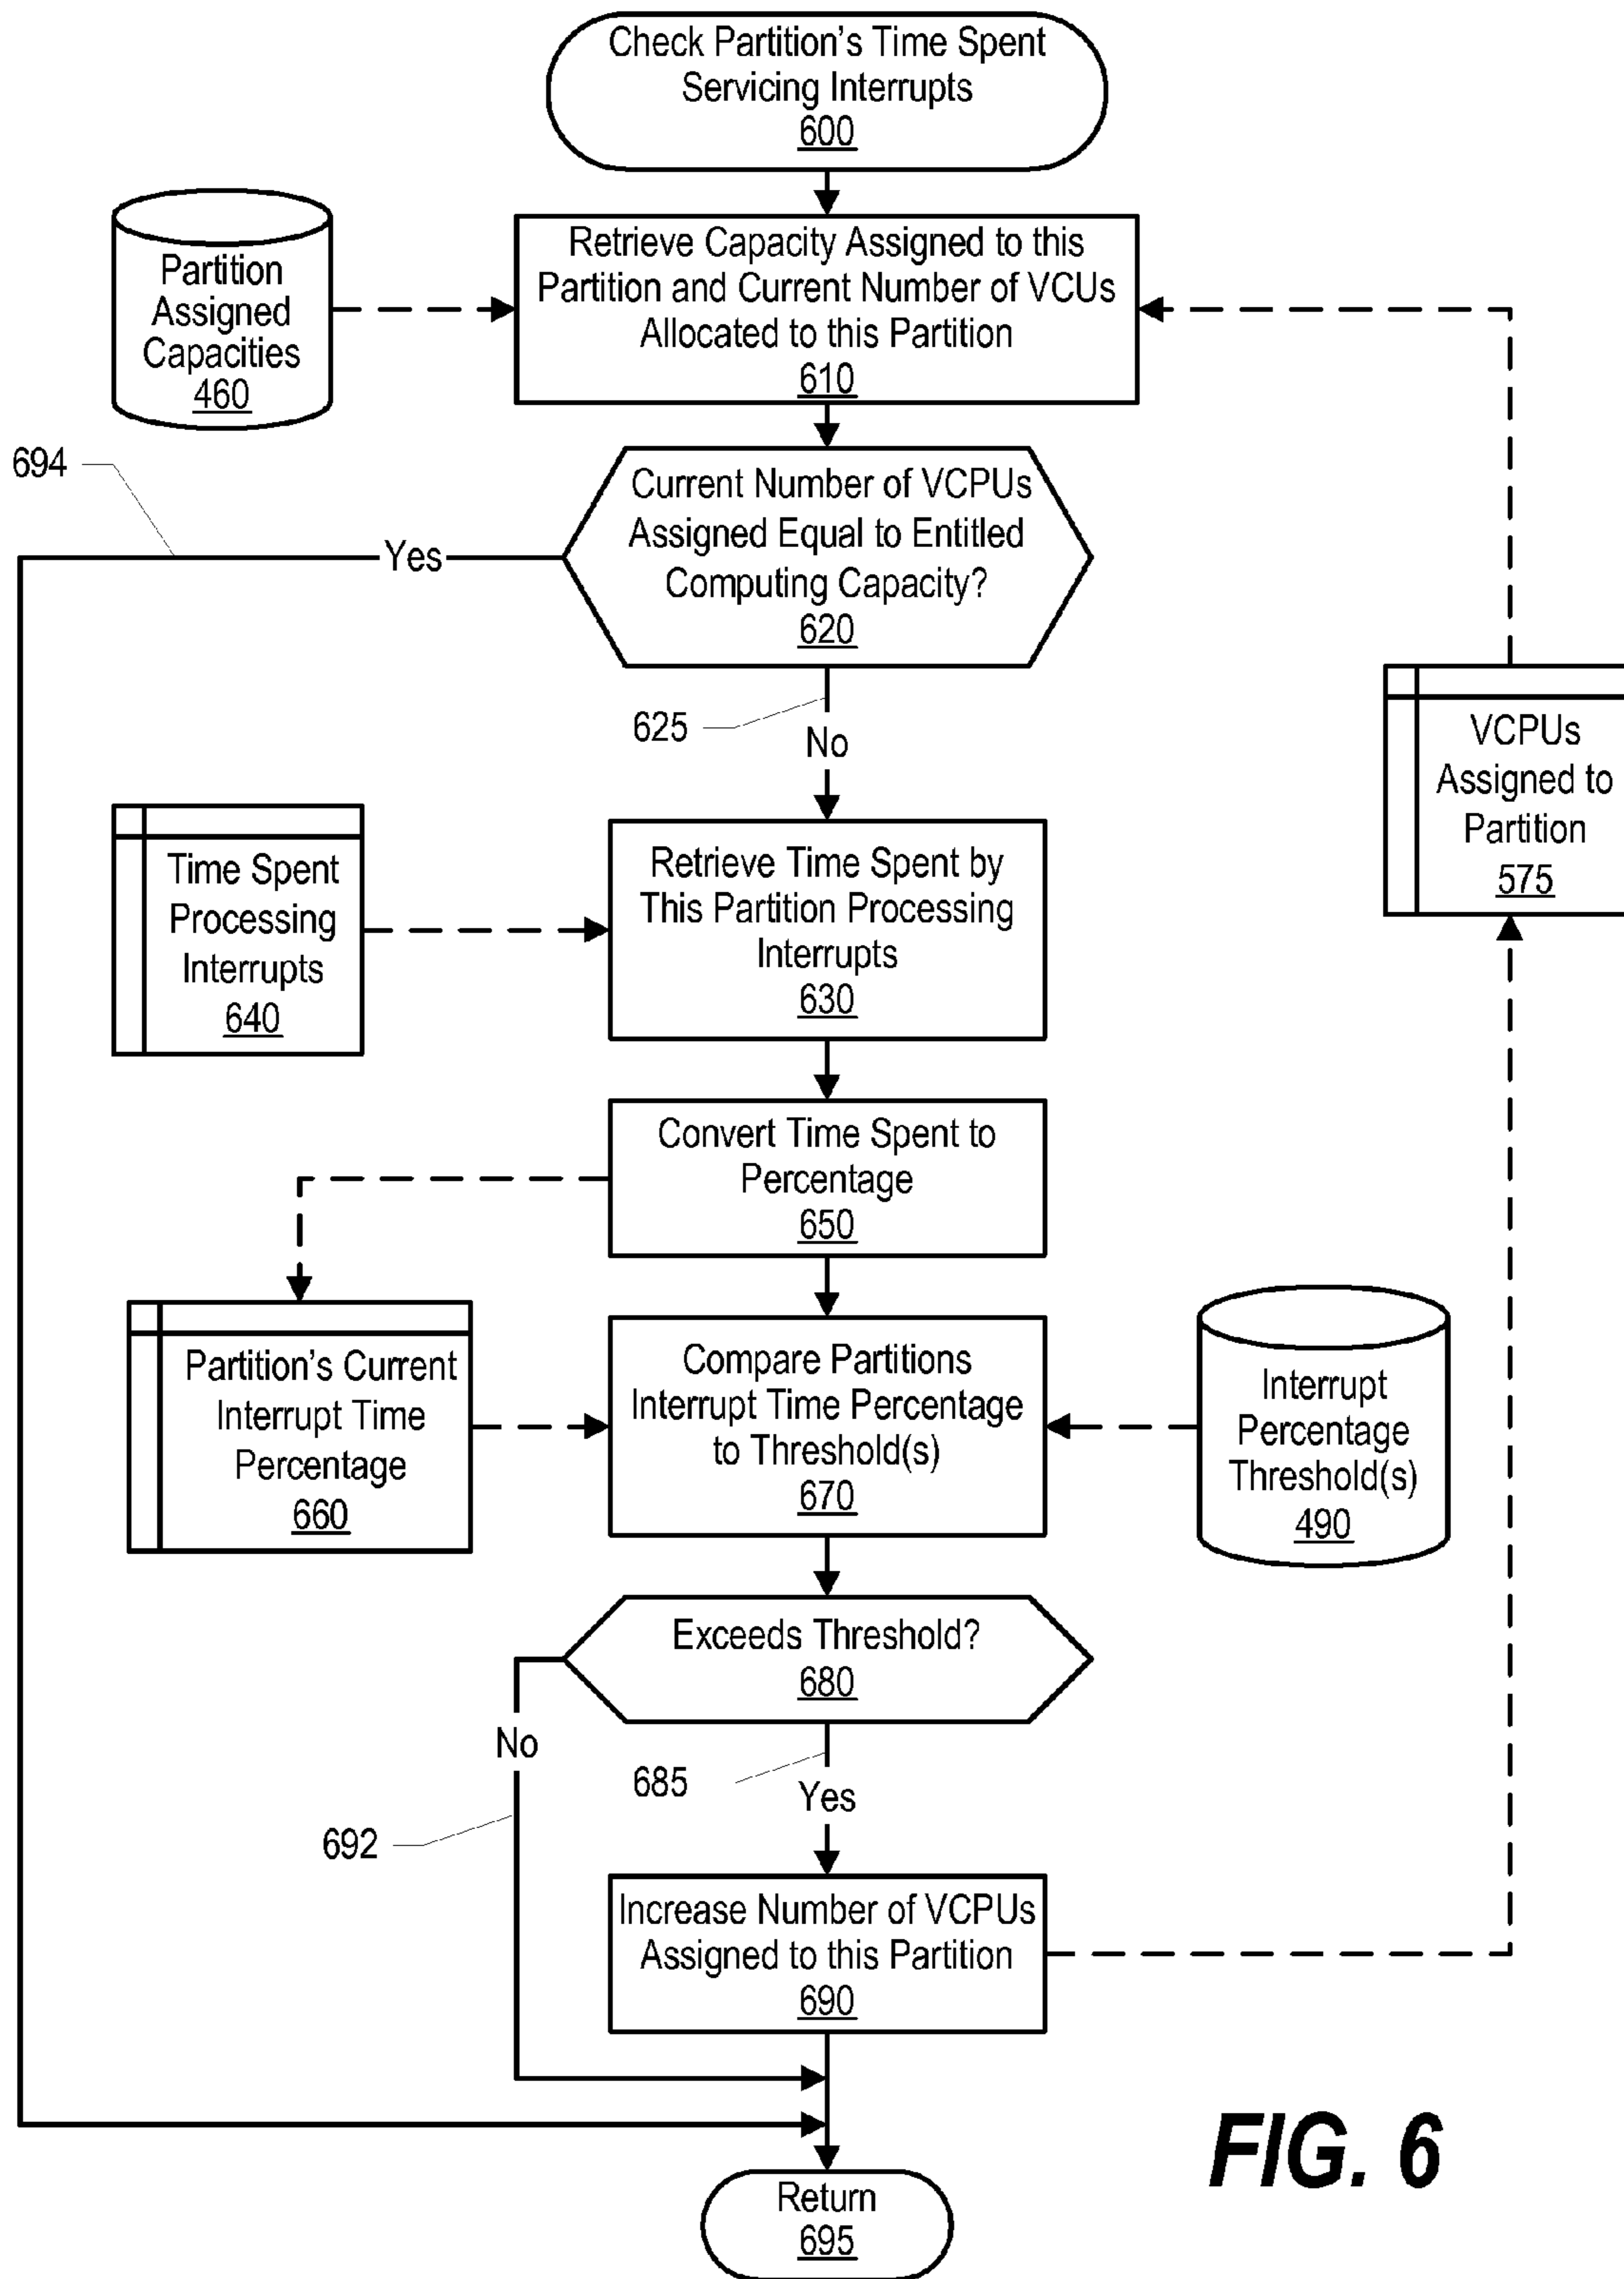 Check Partition's Time Spent
Servicing Interrupts
600
Partition
Assigned
Capacities
460
Retrieve Capacity Assigned to this
Partition and Current Number of VCUs
Allocated to this Partition
610
694
Current Number of VCPUs
Assigned Equal to Entitled
Computing Capacity?
620
Yes
625
No
VCPUs
Assigned to
Partition
575
Time Spent
Processing
Interrupts
640
Retrieve Time Spent by
This Partition Processing
Interrupts
630
Convert Time Spent to
Percentage
650
Partition's Current
Interrupt Time
Percentage
660
Compare Partitions
Interrupt Time Percentage
to Threshold(s)
670
Interrupt
Percentage
Threshold(s)
490
Exceeds Threshold?
680
No
685
Yes
692
Increase Number of VCPUs
Assigned to this Partition
690
Return
695
FIG. 6